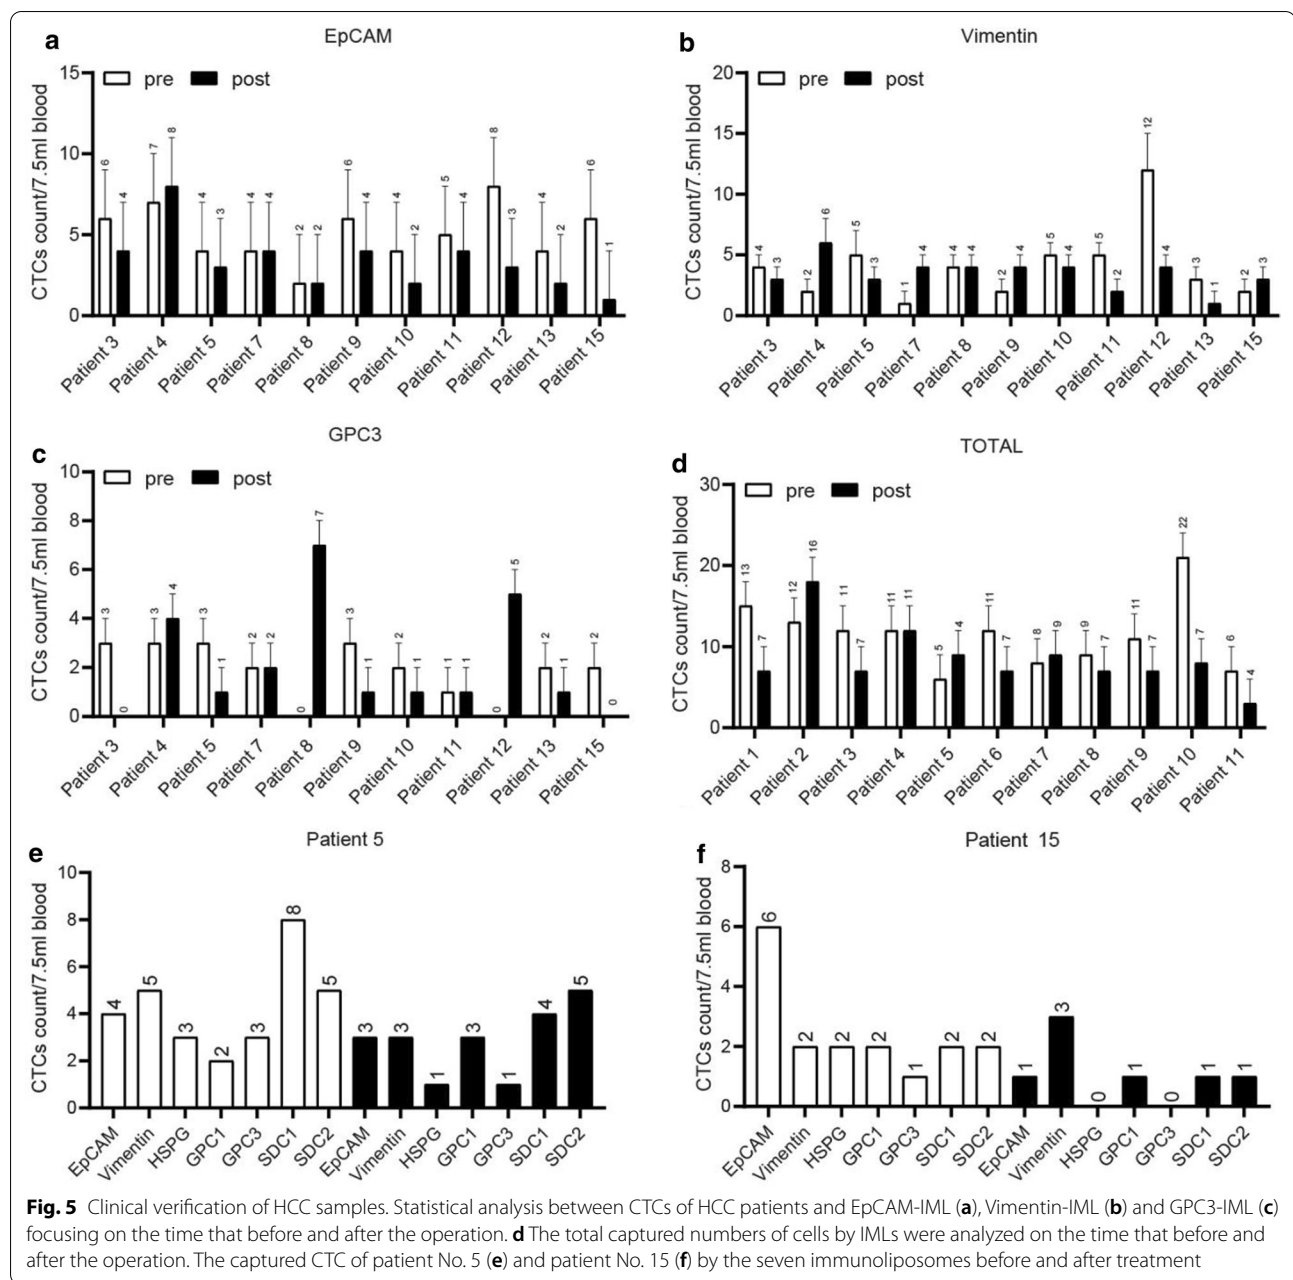 a
EpCAM
pre post
CTCs count/7.5ml blood
15
10
5
0
6 4 7 8 4 3 4 4 2 2 6 4 4 2 5 4 8 3 4 2 6 1
Patient 3 Patient 4 Patient 5 Patient 7 Patient 8 Patient 9 Patient 10 Patient 11 Patient 12 Patient 13 Patient 15
b
Vimentin
pre post
CTCs count/7.5ml blood
20
15
10
5
0
4 3 2 6 5 3 1 4 4 4 2 4 5 4 5 2 12 4 3 1 2 3
Patient 3 Patient 4 Patient 5 Patient 7 Patient 8 Patient 9 Patient 10 Patient 11 Patient 12 Patient 13 Patient 15
c
GPC3
pre post
CTCs count/7.5ml blood
10
8
6
4
2
0
3 0 3 4 3 1 2 2 0 7 3 1 2 1 1 1 0 5 2 1 2 0
Patient 3 Patient 4 Patient 5 Patient 7 Patient 8 Patient 9 Patient 10 Patient 11 Patient 12 Patient 13 Patient 15
d
TOTAL
pre post
CTCs count/7.5ml blood
30
20
10
0
13 7 12 16 11 7 11 11 5 4 11 7 8 9 9 7 11 7 22 7 6 4
Patient 1 Patient 2 Patient 3 Patient 4 Patient 5 Patient 6 Patient 7 Patient 8 Patient 9 Patient 10 Patient 11
e
Patient 5
CTCs count/7.5ml blood
10
8
6
4
2
0
4 5 3 2 3 8 5 3 3 1 3 1 4 5
EpCAM Vimentin HSPG GPC1 GPC3 SDC1 SDC2 EpCAM Vimentin HSPG GPC1 GPC3 SDC1 SDC2
f
Patient 15
CTCs count/7.5ml blood
8
6
4
2
0
6 2 2 2 1 2 2 1 3 0 1 0 1 1
EpCAM Vimentin HSPG GPC1 GPC3 SDC1 SDC2 EpCAM Vimentin HSPG GPC1 GPC3 SDC1 SDC2
Fig. 5 Clinical verification of HCC samples. Statistical analysis between CTCs of HCC patients and EpCAM-IML (a), Vimentin-IML (b) and GPC3-IML (c)
focusing on the time that before and after the operation. d The total captured numbers of cells by IMLs were analyzed on the time that before and
after the operation. The captured CTC of patient No. 5 (e) and patient No. 15 (f) by the seven immunoliposomes before and after treatment